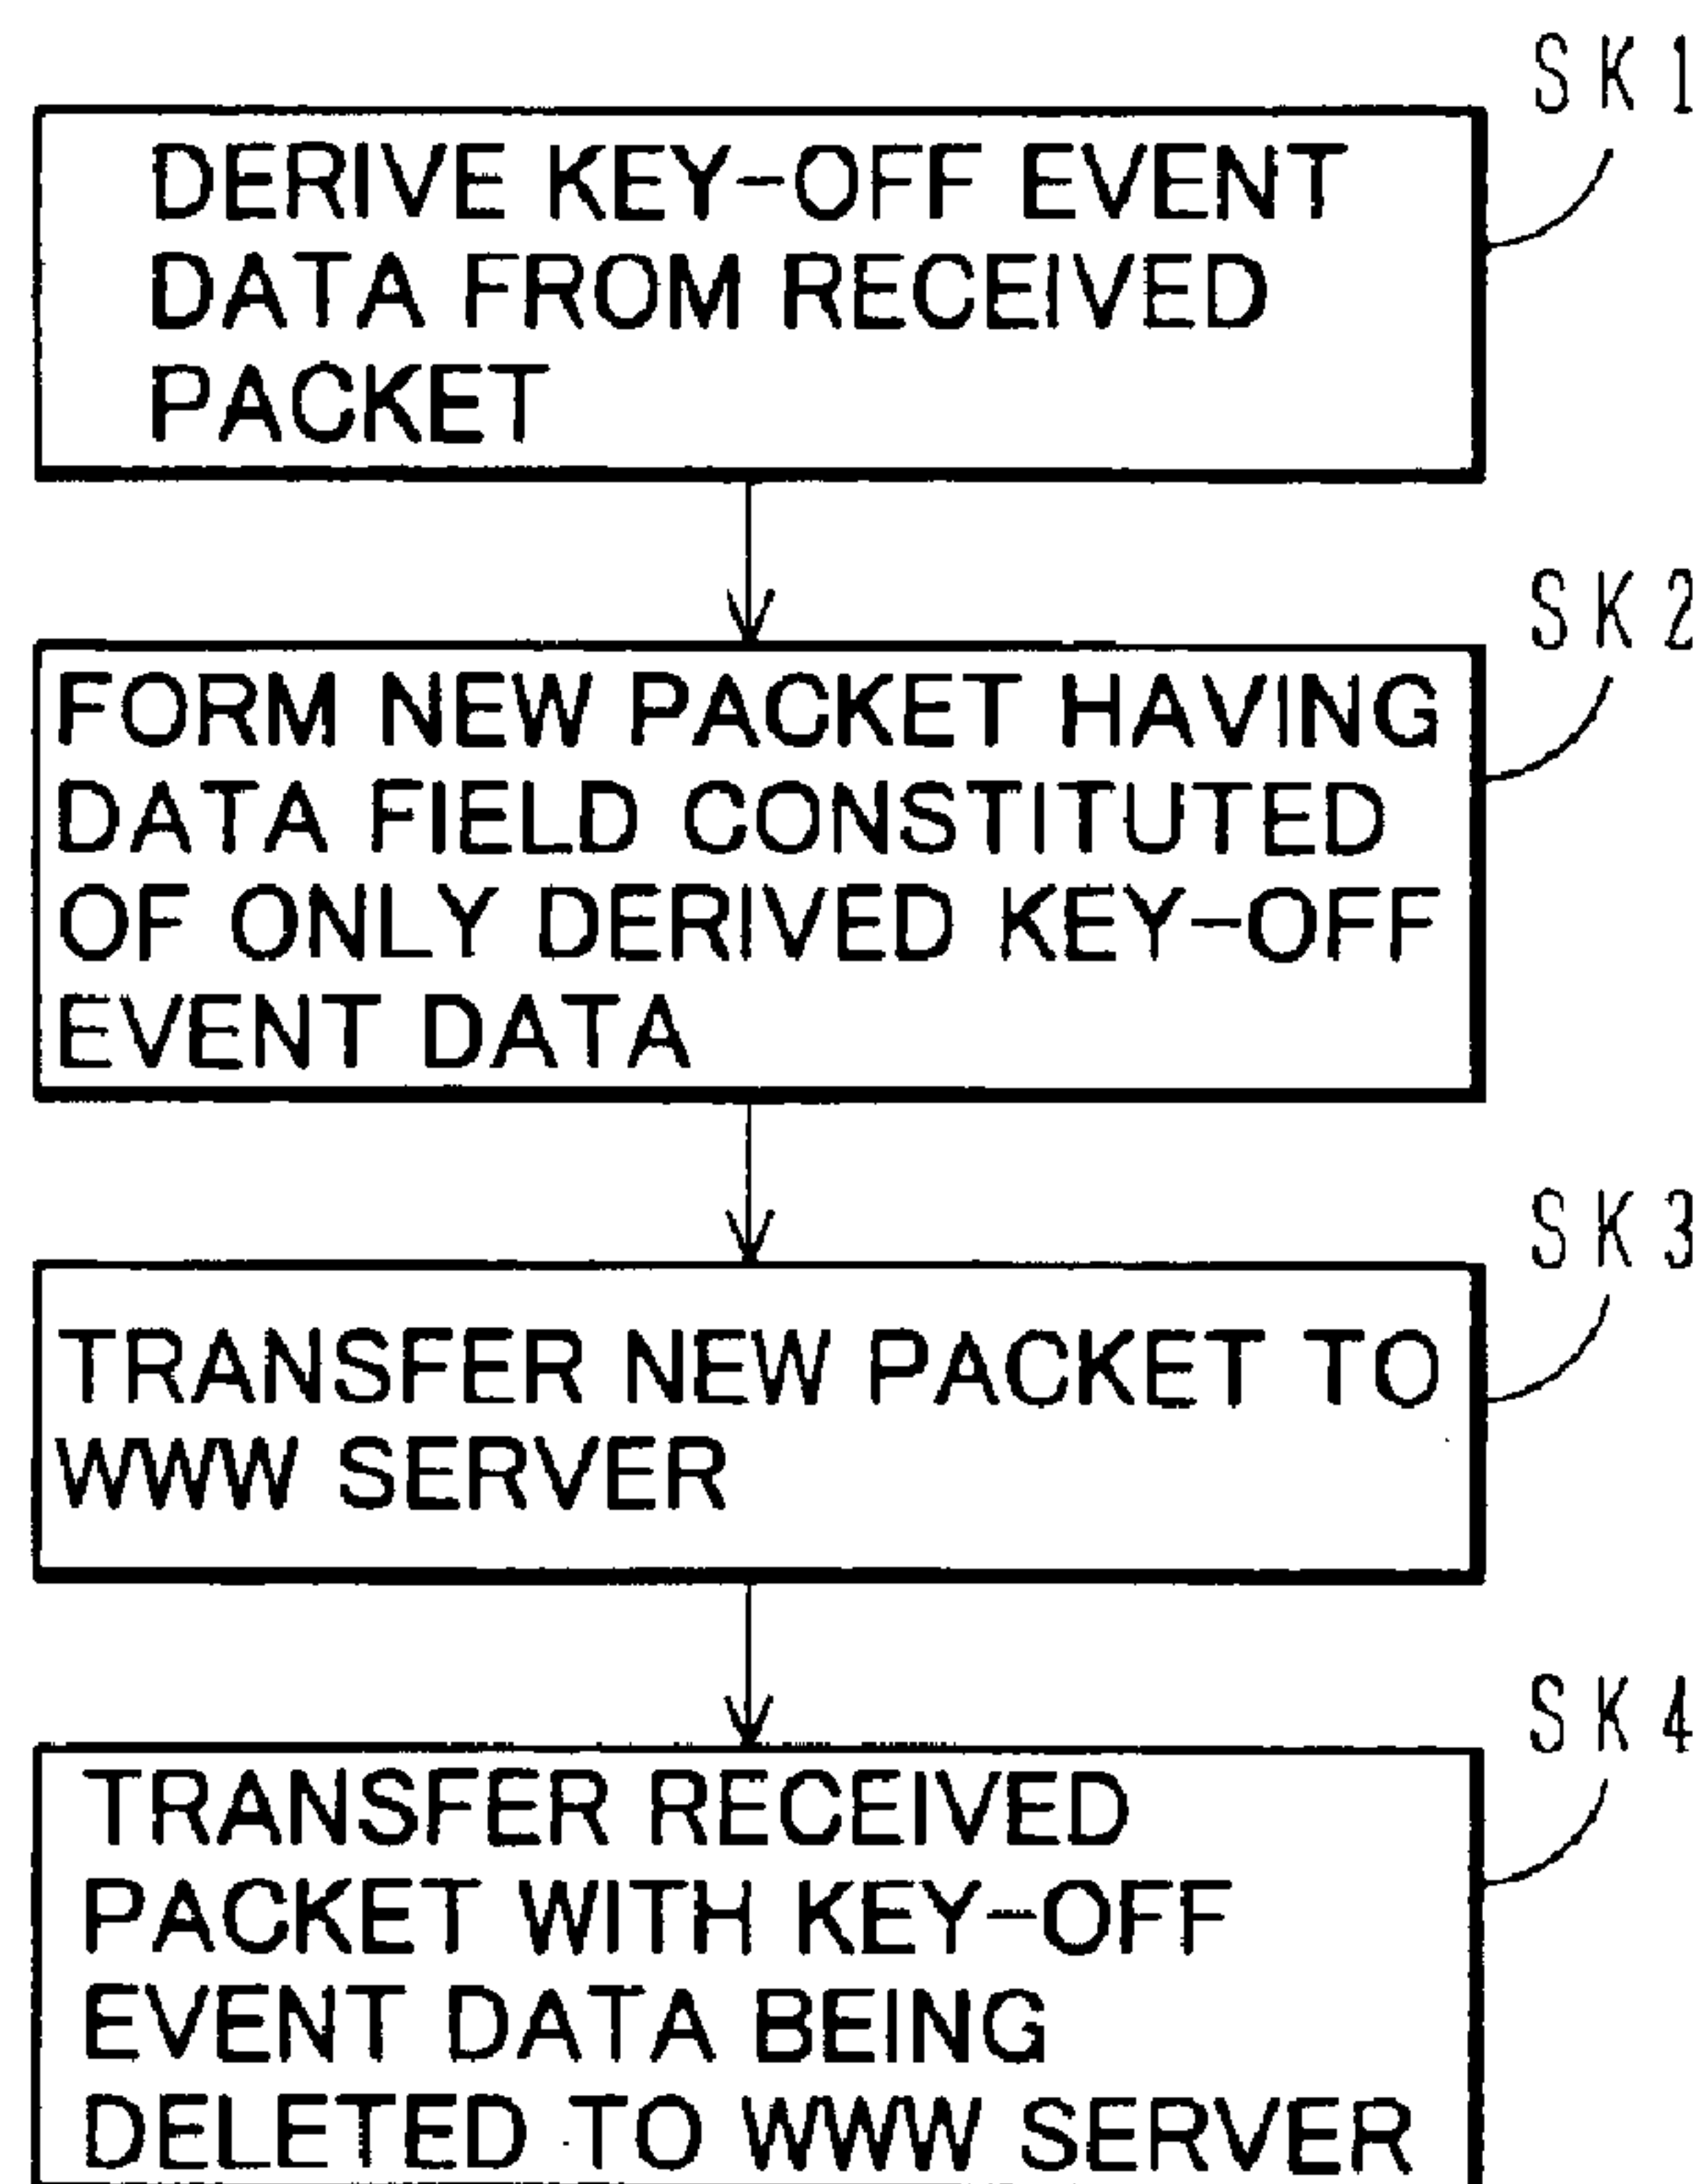 SK1
DERIVE KEY-OFF EVENT
DATA FROM RECEIVED
PACKET
SK2
FORM NEW PACKET HAVING
DATA FIELD CONSTITUTED
OF ONLY DERIVED KEY-OFF
EVENT DATA
SK3
TRANSFER NEW PACKET TO
WWW SERVER
SK4
TRANSFER RECEIVED
PACKET WITH KEY-OFF
EVENT DATA BEING
DELETED TO WWW SERVER